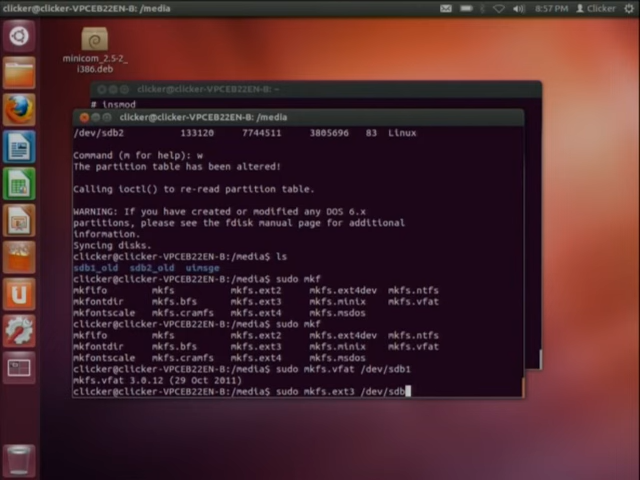 clicker@clicker-VPCEB22EN-B: /media
8:57 PM
Clicker
minicom_2.5-2_
i386.deb
clicker@clicker-VPCEB22EN-B: ~
# insmod
clicker@clicker-VPCEB22EN-B: /media
/dev/sdb2 133120 7744511 3805696 83 Linux
Command (m for help): w
The partition table has been altered!
Calling ioctl() to re-read partition table.
WARNING: If you have created or modified any DOS 6.x
partitions, please see the fdisk manual page for additional
information.
Syncing disks.
clicker@clicker-VPCEB22EN-B:/media$ ls
sdb1_old sdb2_old uimsge
clicker@clicker-VPCEB22EN-B:/media$ sudo mkf
mkfifo mkfs mkfs.ext2 mkfs.ext4dev mkfs.ntfs
mkfontdir mkfs.bfs mkfs.ext3 mkfs.minix mkfs.vfat
mkfontscale mkfs.cramfs mkfs.ext4 mkfs.msdos
clicker@clicker-VPCEB22EN-B:/media$ sudo mkf
mkfifo mkfs mkfs.ext2 mkfs.ext4dev mkfs.ntfs
mkfontdir mkfs.bfs mkfs.ext3 mkfs.minix mkfs.vfat
mkfontscale mkfs.cramfs mkfs.ext4 mkfs.msdos
clicker@clicker-VPCEB22EN-B:/media$ sudo mkfs.vfat /dev/sdb1
mkfs.vfat 3.0.12 (29 Oct 2011)
clicker@clicker-VPCEB22EN-B:/media$ sudo mkfs.ext3 /dev/sdb